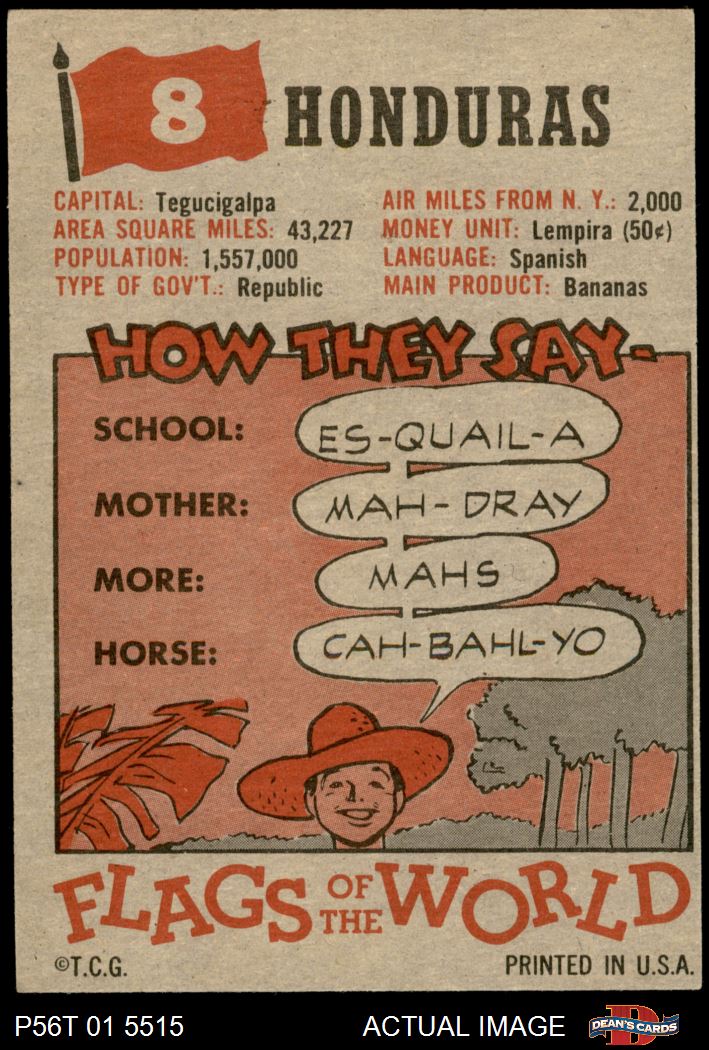 8 HONDURAS
CAPITAL: Tegucigalpa
AREA SQUARE MILES: 43,227
POPULATION: 1,557,000
TYPE OF GOV'T.: Republic
AIR MILES FROM N. Y.: 2,000
MONEY UNIT: Lempira (50¢)
LANGUAGE: Spanish
MAIN PRODUCT: Bananas
HOW THEY SAY-
SCHOOL: ES-QUAIL-A
MOTHER: MAH-DRAY
MORE: MAHS
HORSE: CAH-BAHL-YO
FLAGS OF THE WORLD
©T.C.G. PRINTED IN U.S.A.
P56T 01 5515 ACTUAL IMAGE D DEAN'S CARDS